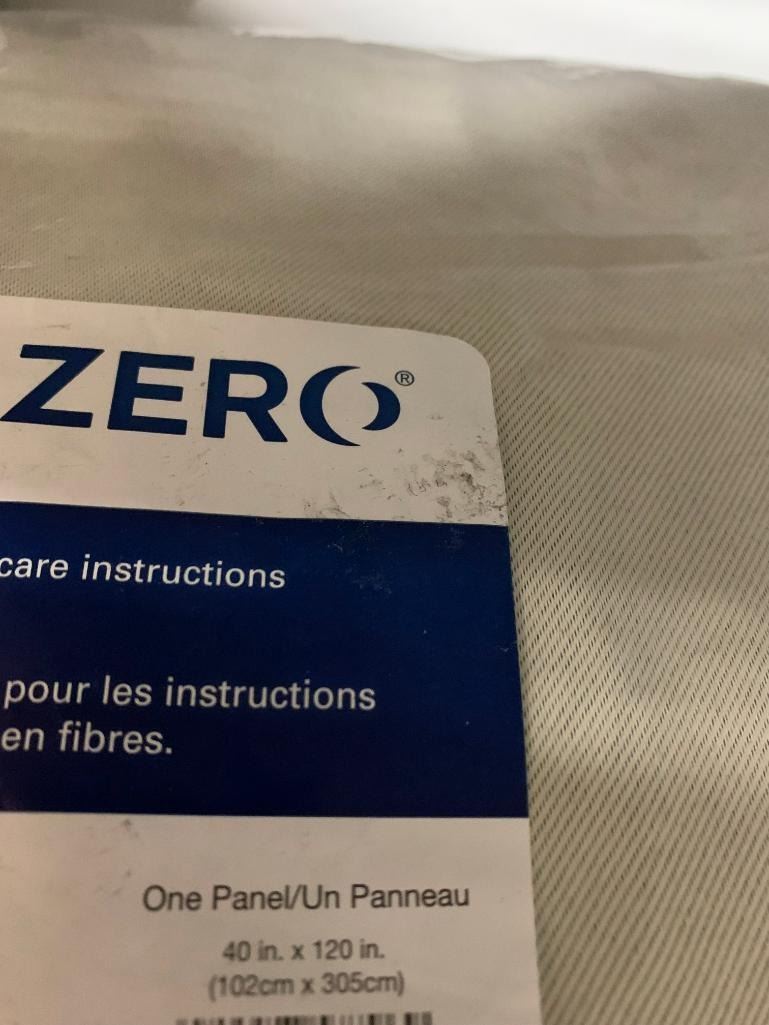 ZERO®
care instructions
pour les instructions
en fibres.
One Panel/Un Panneau
40 in. x 120 in.
(102cm x 305cm)